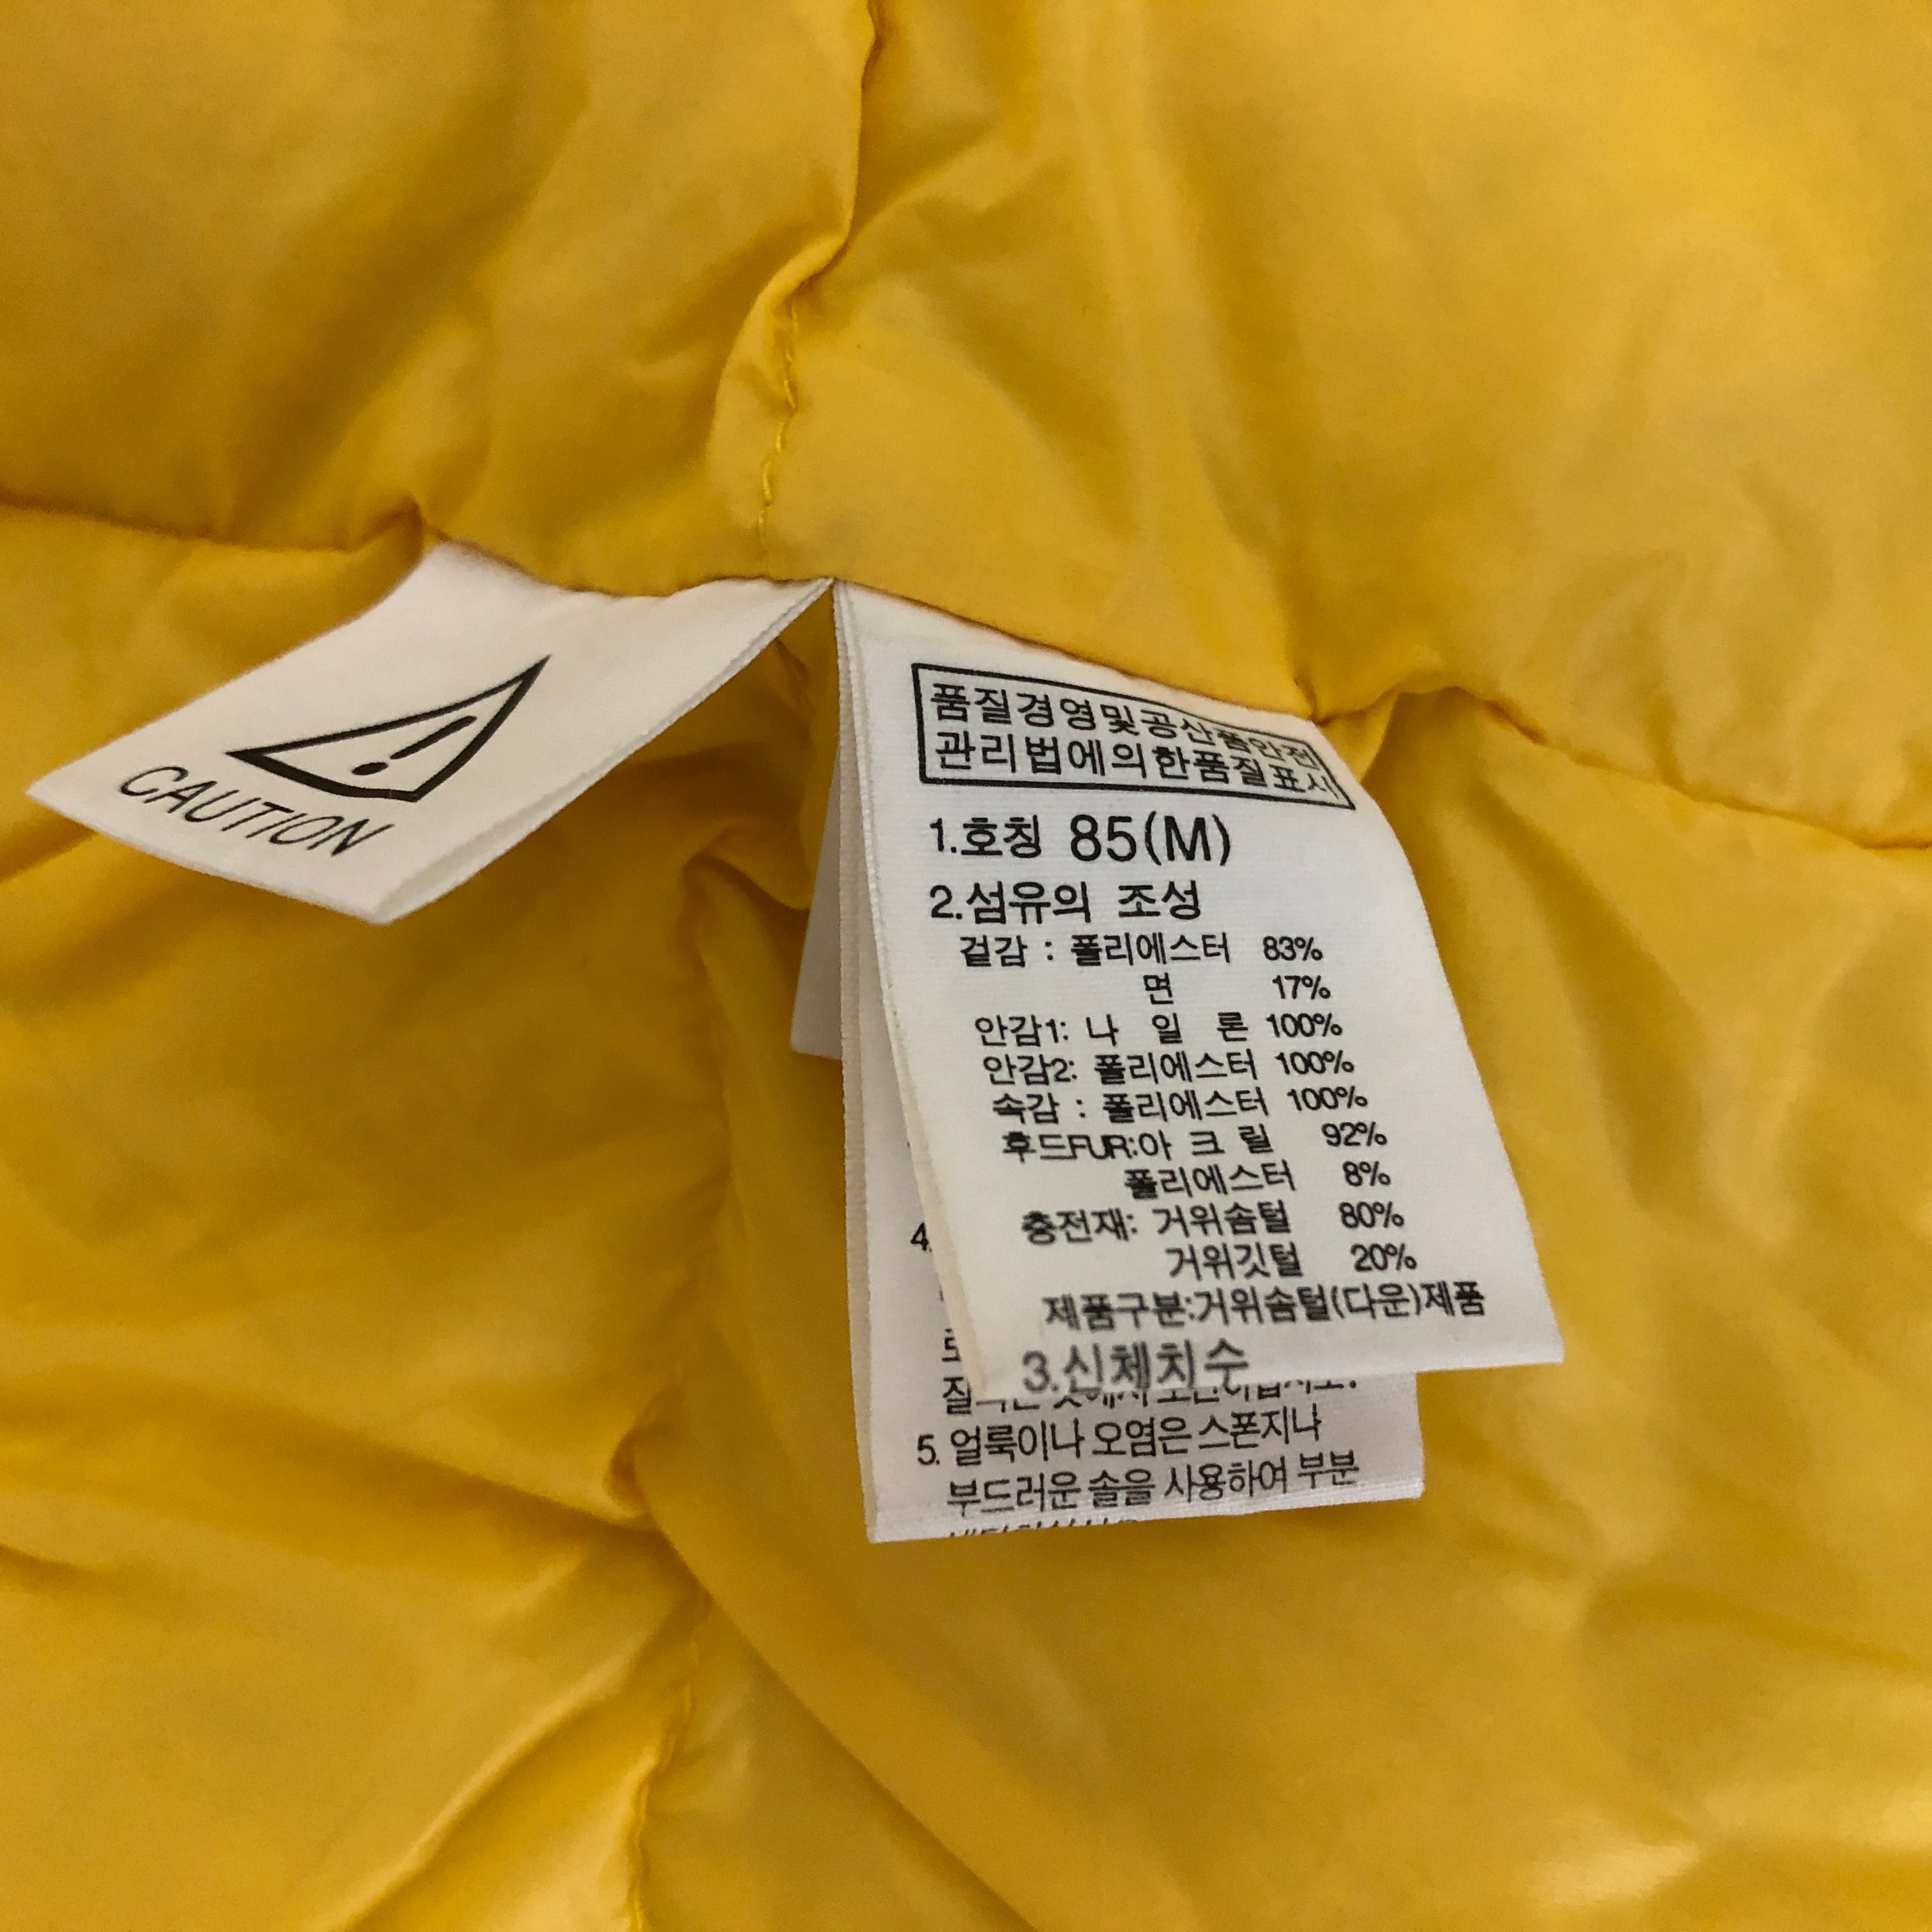 CAUTION
품질경영및공산품안전
관리법에의한품질표시
1.호칭 85(M)
2.섬유의 조성
겉감 : 폴리에스터 83%
면 17%
안감1: 나 일 론 100%
안감2: 폴리에스터 100%
속감 : 폴리에스터 100%
후드FUR:아 크 릴 92%
폴리에스터 8%
충전재: 거위솜털 80%
거위깃털 20%
제품구분:거위솜털(다운)제품
3.신체치수
4.
5. 얼룩이나 오염은 스폰지나
부드러운 솔을 사용하여 부분